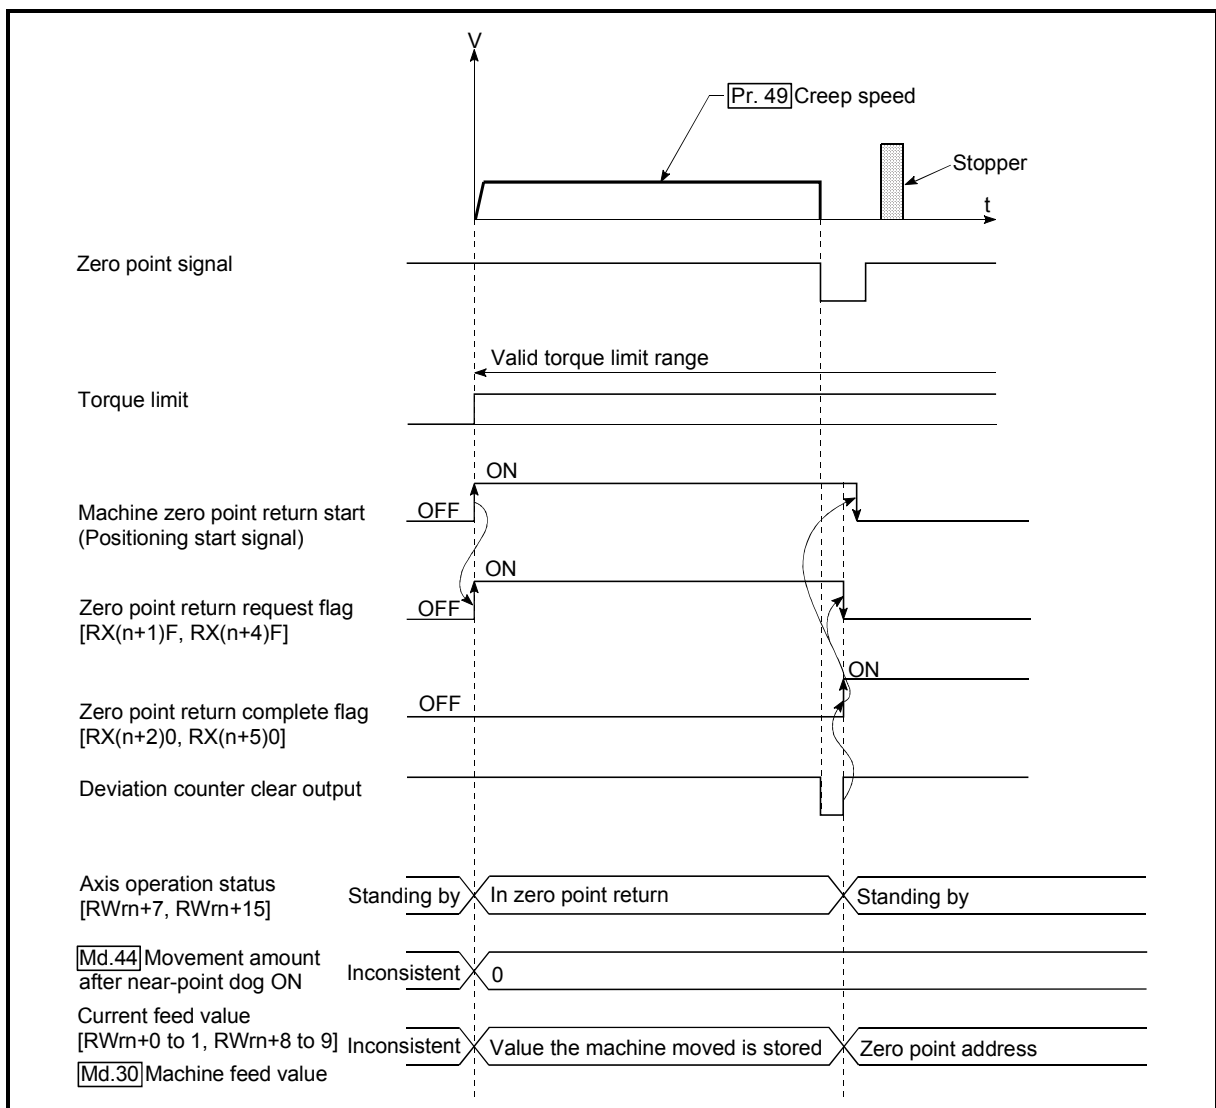 V
Pr. 49 Creep speed
Stopper
t
Zero point signal
Valid torque limit range
Torque limit
ON
OFF
Machine zero point return start
(Positioning start signal)
ON
OFF
Zero point return request flag
[RX(n+1)F, RX(n+4)F]
ON
OFF
Zero point return complete flag
[RX(n+2)0, RX(n+5)0]
Deviation counter clear output
Axis operation status
[RWrn+7, RWrn+15]
Standing by
In zero point return
Standing by
Md.44 Movement amount
after near-point dog ON
Inconsistent
0
Current feed value
[RWrn+0 to 1, RWrn+8 to 9]
Inconsistent
Value the machine moved is stored
Zero point address
Md.30 Machine feed value